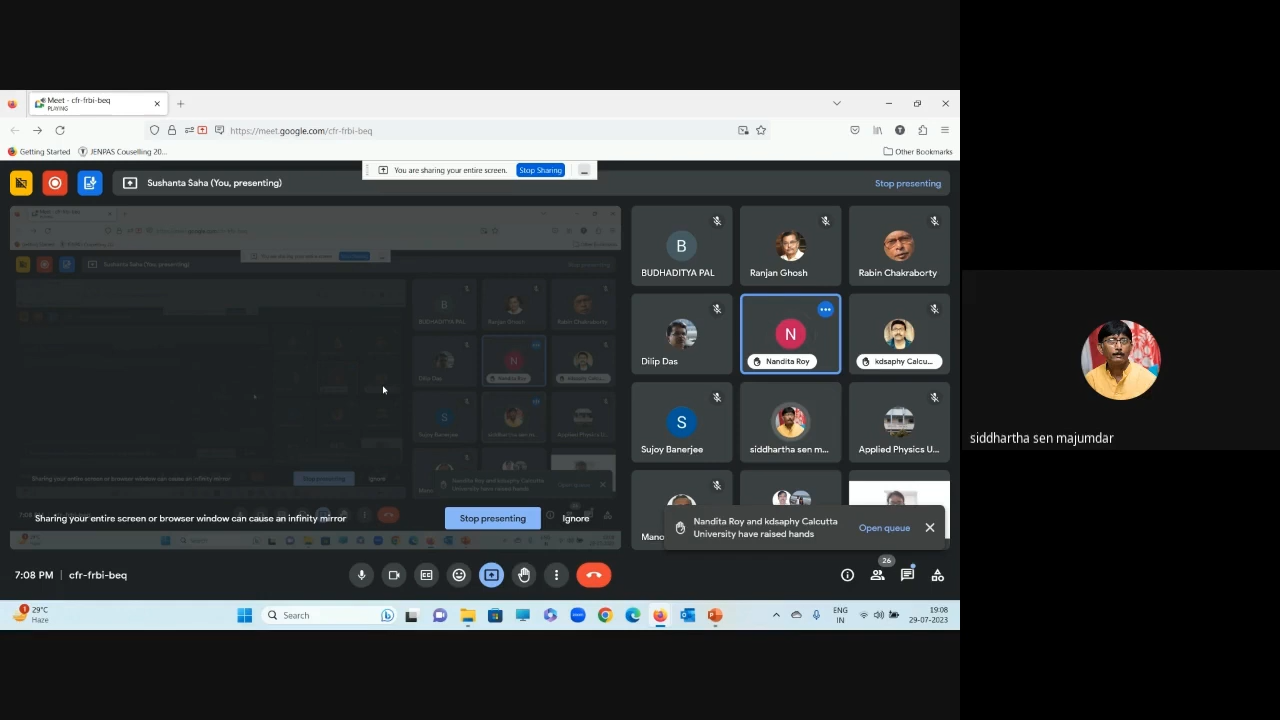 Meet - cfr-frbi-beq
PLAYING
https://meet.google.com/cfr-frbi-beq
Getting Started
JENPAS Couselling 20...
Other Bookmarks
You are sharing your entire screen.
Stop Sharing
Sushanta Saha (You, presenting)
Stop presenting
B
BUDHADITYA PAL
Ranjan Ghosh
Rabin Chakraborty
Dilip Das
N
Nandita Roy
kdsaphy Calcu...
S
Sujoy Banerjee
siddhartha sen m...
Applied Physics U...
Mano
Nandita Roy and kdsaphy Calcutta
University have raised hands
Open queue
Sharing your entire screen or browser window can cause an infinity mirror
Stop presenting
Ignore
7:08 PM | cfr-frbi-beq
26
1
29°C
Haze
Search
ENG
IN
19:08
29-07-2023
siddhartha sen majumdar